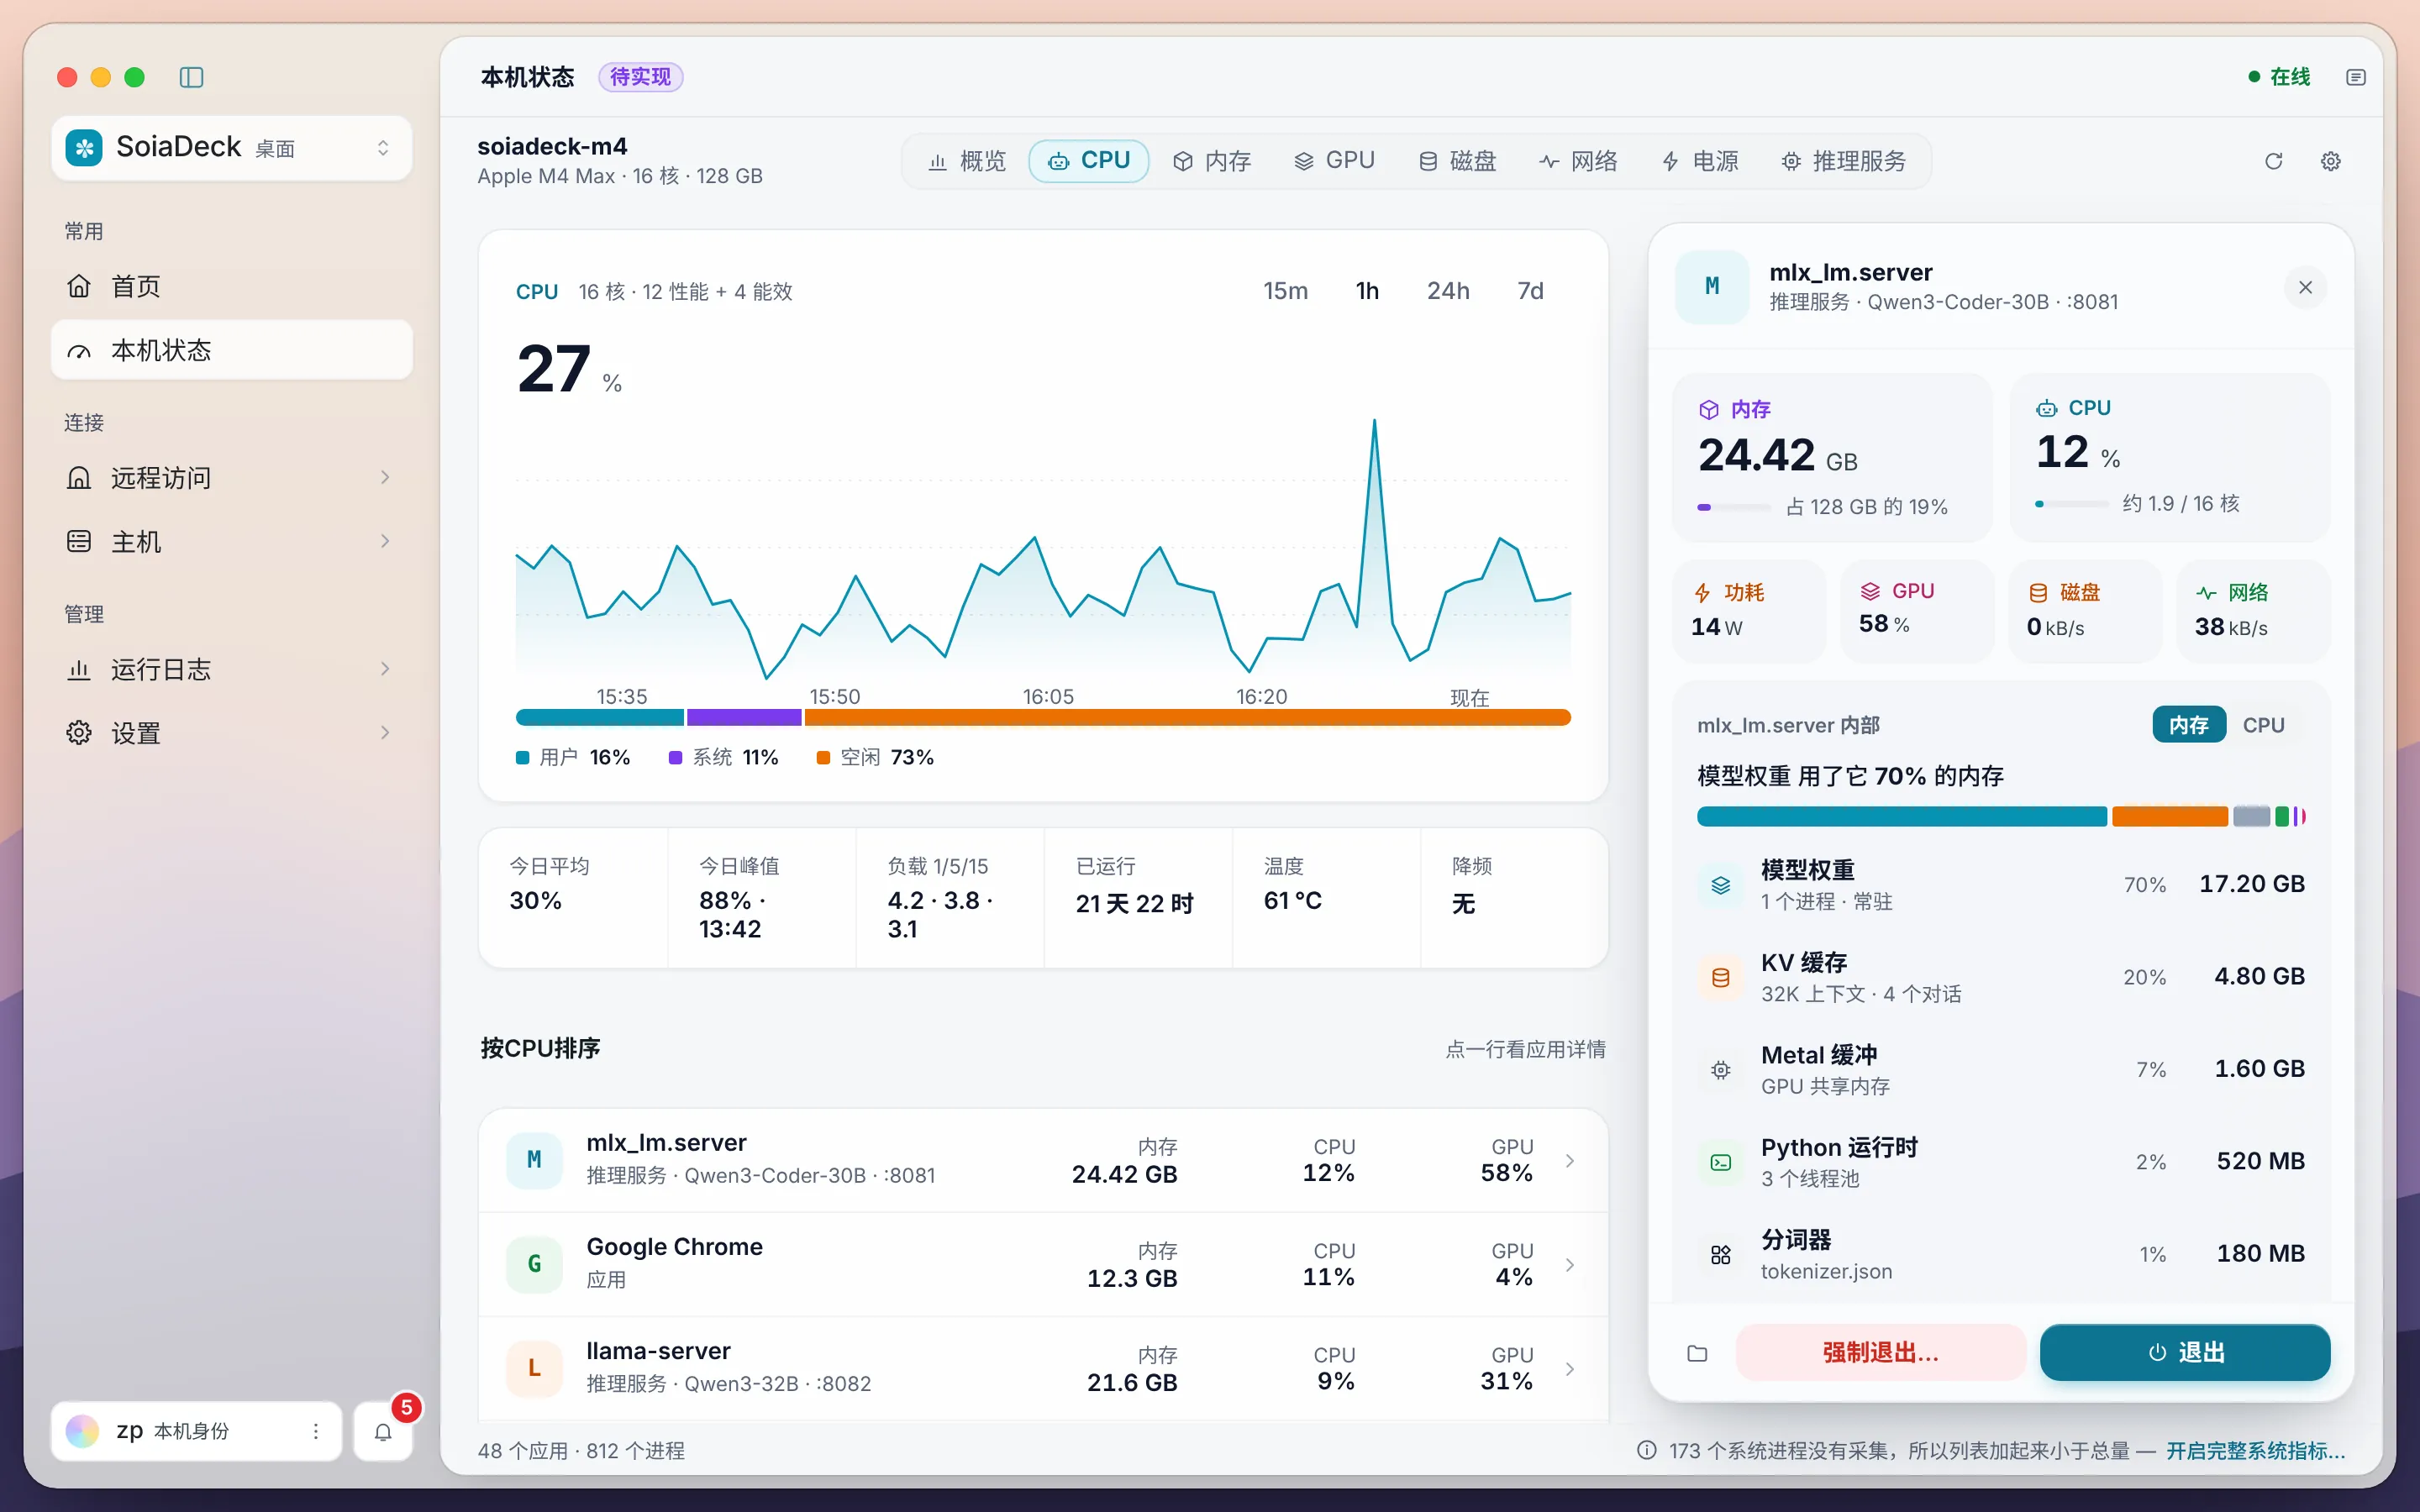 SoiaDeck 桌面
常用
首页
本机状态
连接
远程访问
主机
管理
运行日志
设置
zp 本机身份
5
本机状态 待实现
在线
soiadeck-m4
Apple M4 Max · 16 核 · 128 GB
概览 CPU 内存 GPU 磁盘 网络 电源 推理服务
CPU 16 核 · 12 性能 + 4 能效
15m 1h 24h 7d
27 %
15:35 15:50 16:05 16:20 现在
用户 16% 系统 11% 空闲 73%
今日平均
30%
今日峰值
88% ·
13:42
负载 1/5/15
4.2 · 3.8 ·
3.1
已运行
21 天 22 时
温度
61 °C
降频
无
按CPU排序
点一行看应用详情
M
mlx_lm.server
推理服务 · Qwen3-Coder-30B · :8081
内存
24.42 GB
CPU
12%
GPU
58%
G
Google Chrome
应用
内存
12.3 GB
CPU
11%
GPU
4%
L
llama-server
推理服务 · Qwen3-32B · :8082
内存
21.6 GB
CPU
9%
GPU
31%
48 个应用 · 812 个进程
M
mlx_lm.server
推理服务 · Qwen3-Coder-30B · :8081
内存
24.42 GB
占 128 GB 的 19%
CPU
12 %
约 1.9 / 16 核
功耗
14 W
GPU
58 %
磁盘
0 kB/s
网络
38 kB/s
mlx_lm.server 内部
内存 CPU
模型权重 用了它 70% 的内存
模型权重
1 个进程 · 常驻
70% 17.20 GB
KV 缓存
32K 上下文 · 4 个对话
20% 4.80 GB
Metal 缓冲
GPU 共享内存
7% 1.60 GB
Python 运行时
3 个线程池
2% 520 MB
分词器
tokenizer.json
1% 180 MB
强制退出...
退出
173 个系统进程没有采集，所以列表加起来小于总量 — 开启完整系统指标...